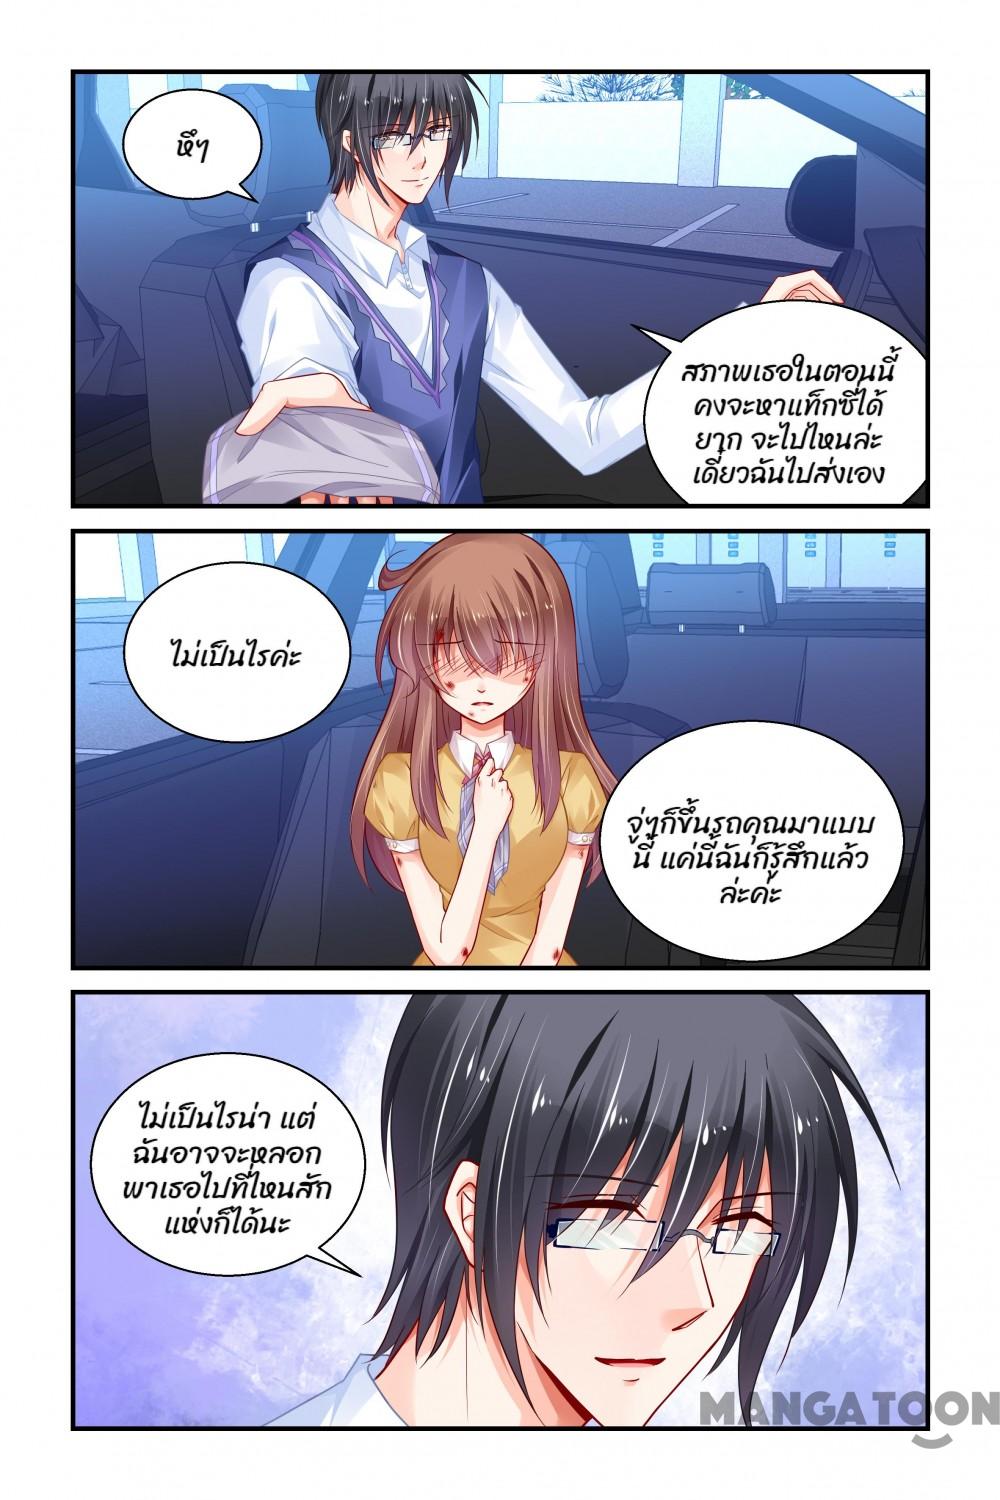 หึๆ
สภาพเธอในตอนนี้
คงจะหาแท็กซี่ได้
ยาก จะไปไหนล่ะ
เดี๋ยวฉันไปส่งเอง
ไม่เป็นไรค่ะ
จู่ๆก็ขึ้นรถคุณมาแบบ
นี้ แค่นี้ฉันก็รู้สึกแล้ว
ล่ะค่ะ
ไม่เป็นไรน่า แต่
ฉันอาจจะหลอก
พาเธอไปที่ไหนสัก
แห่งก็ได้นะ
MANGATOON